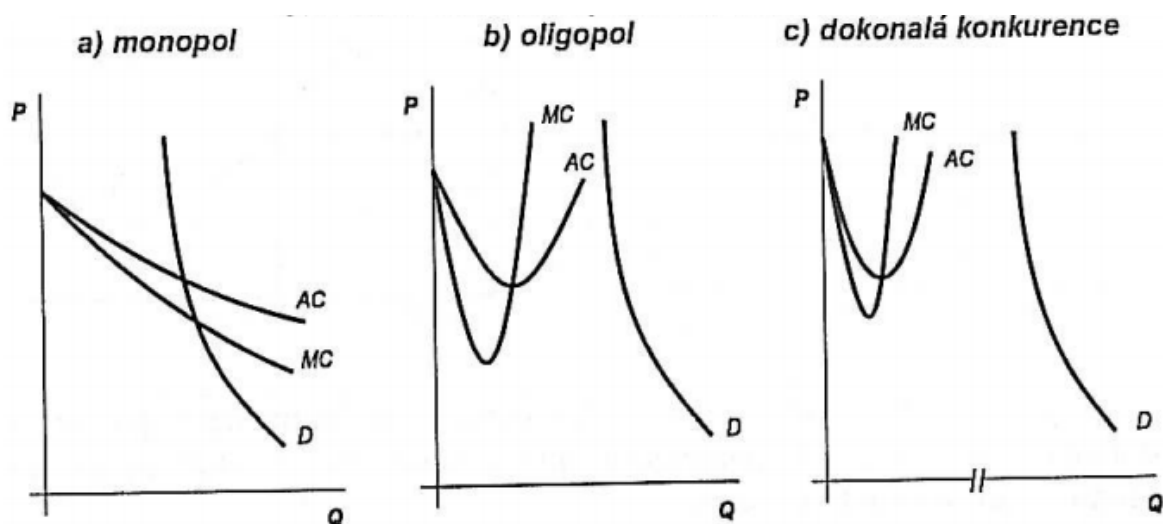 a) monopol
b) oligopol
c) dokonalá konkurence
P
AC
MC
D
Q
P
MC
AC
D
Q
P
MC
AC
D
Q